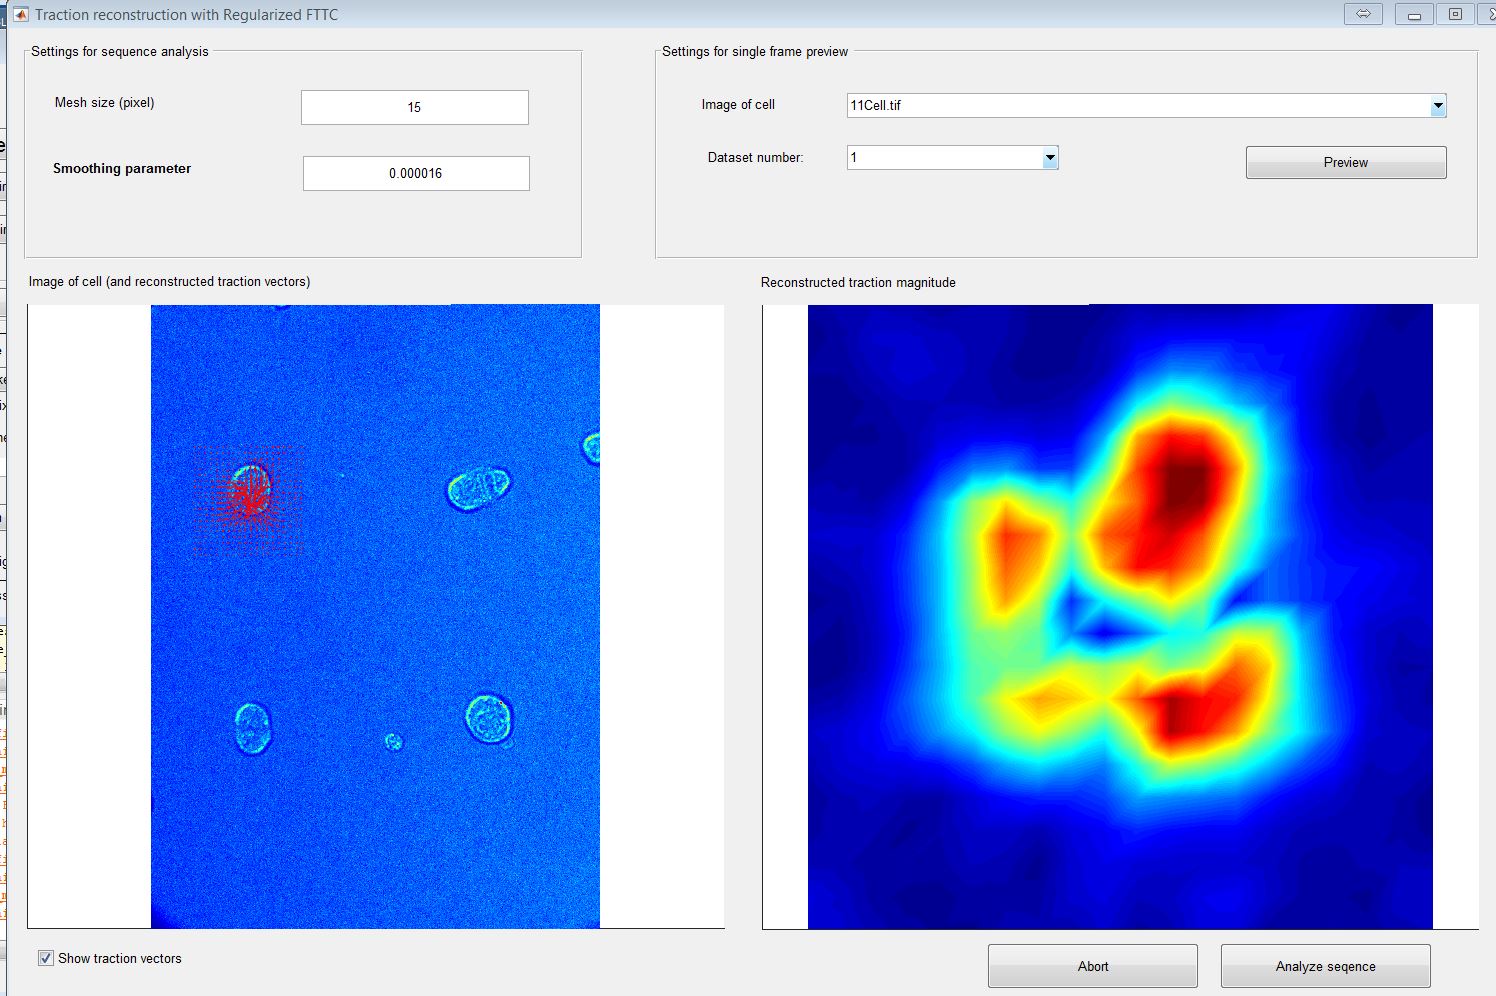 Traction reconstruction with Regularized FTTC
Settings for sequence analysis
Mesh size (pixel)
15
Smoothing parameter
0.000016
Settings for single frame preview
Image of cell
11Cell.tif
Dataset number:
1
Preview
Image of cell (and reconstructed traction vectors)
Reconstructed traction magnitude
Show traction vectors
Abort
Analyze seqence